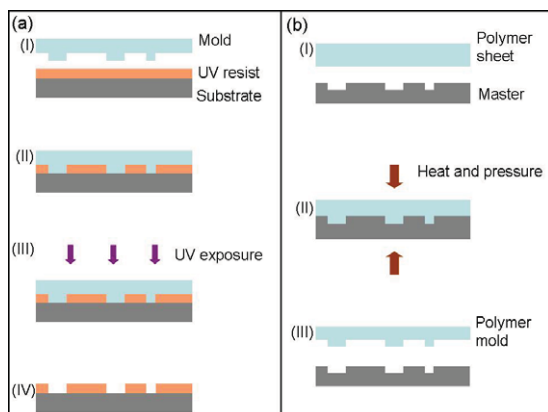 (a)
(I)
Mold
UV resist
Substrate
(II)
(III)
UV exposure
(IV)
(b)
(I)
Polymer
sheet
Master
Heat and pressure
(II)
(III)
Polymer
mold